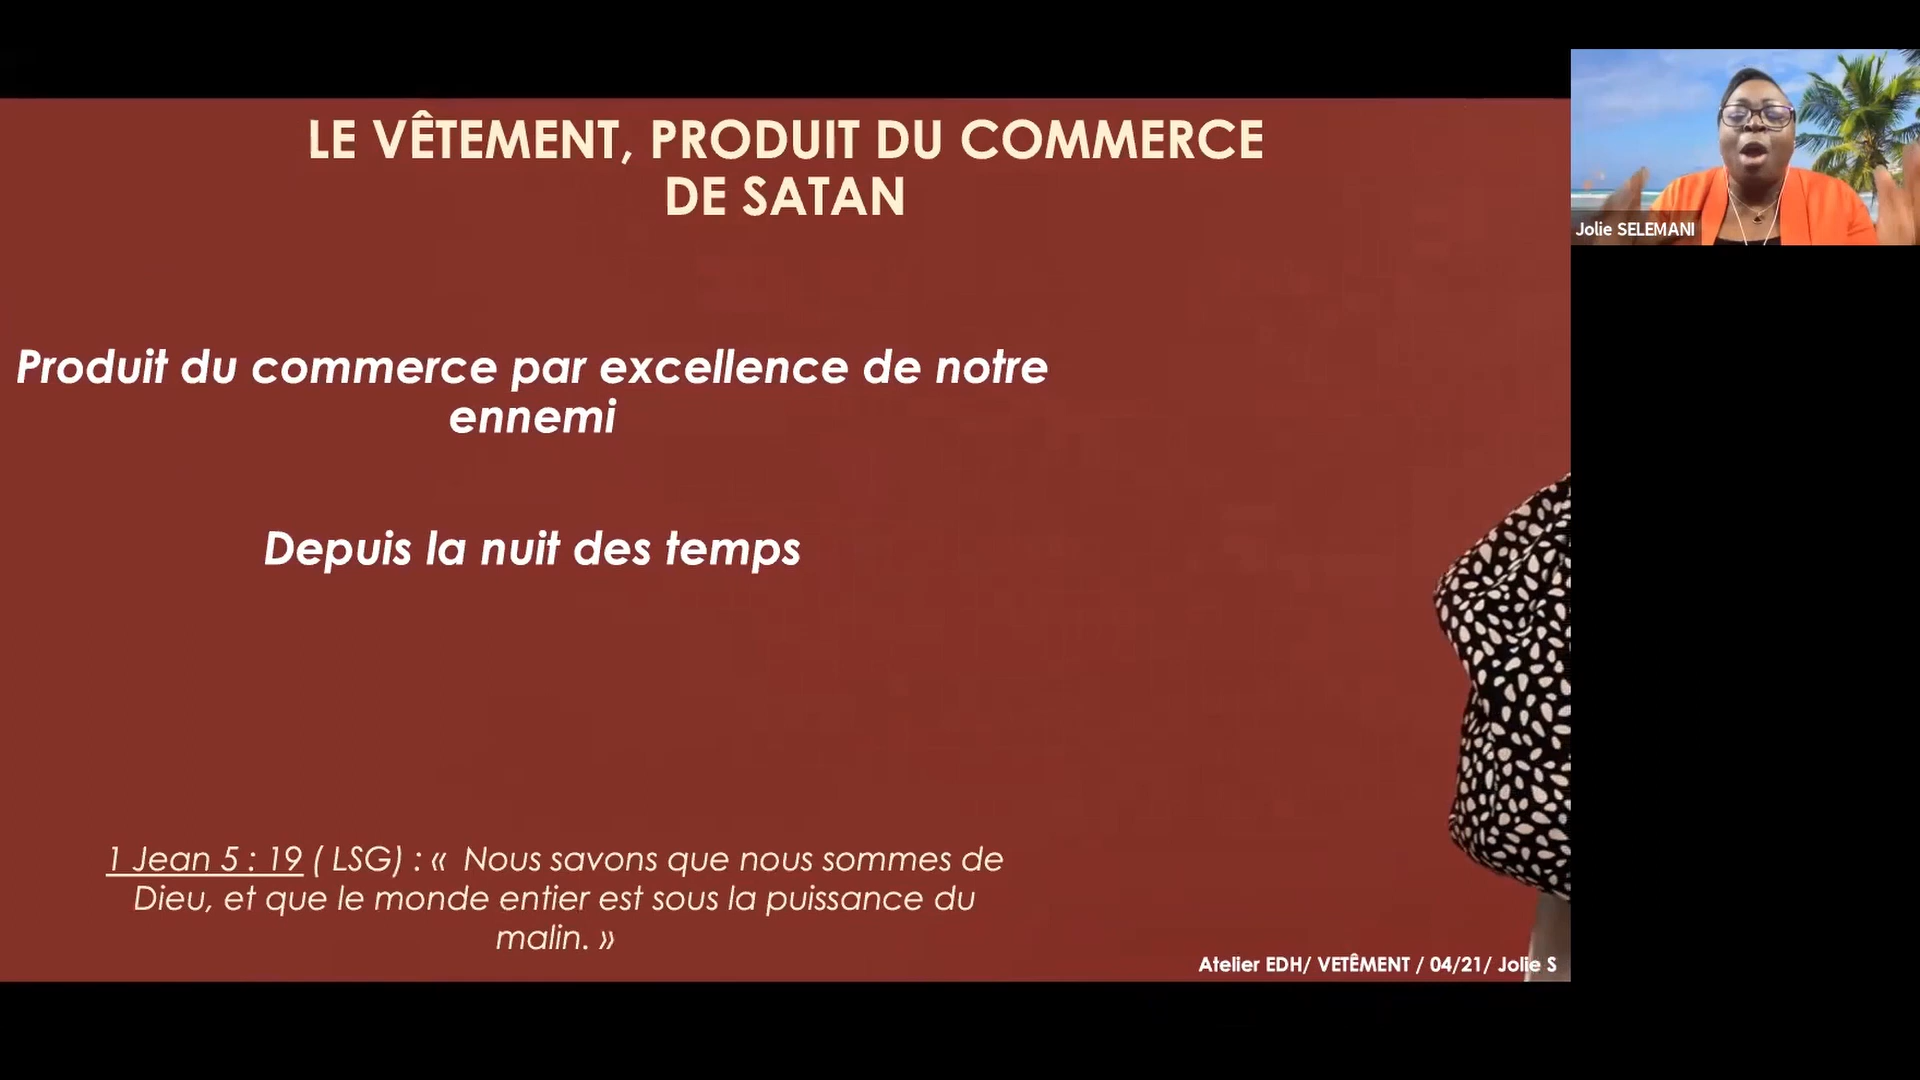 LE VÊTEMENT, PRODUIT DU COMMERCE
DE SATAN
Jolie SELEMANI
Produit du commerce par excellence de notre
ennemi
Depuis la nuit des temps
1 Jean 5 : 19 ( LSG) : «  Nous savons que nous sommes de
Dieu, et que le monde entier est sous la puissance du
malin. »
Atelier EDH/ VETÊMENT / 04/21/ Jolie S